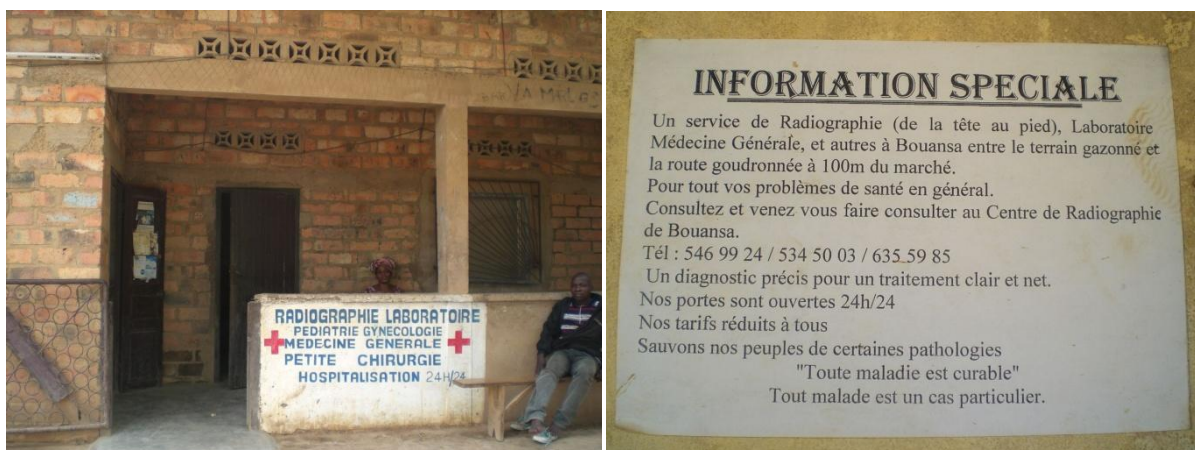 RADIOGRAPHIE LABORATOIRE
PEDIATRIE GYNECOLOGIE
MEDECINE GENERALE
PETITE CHIRURGIE
HOSPITALISATION 24H/24
INFORMATION SPECIALE
Un service de Radiographie (de la tête au pied), Laboratoire
Médecine Générale, et autres à Bouansa entre le terrain gazonné et
la route goudronnée à 100m du marché.
Pour tout vos problèmes de santé en général.
Consultez et venez vous faire consulter au Centre de Radiographie
de Bouansa.
Tél : 546 99 24 / 534 50 03 / 635 59 85
Un diagnostic précis pour un traitement clair et net.
Nos portes sont ouvertes 24h/24
Nos tarifs réduits à tous
Sauvons nos peuples de certaines pathologies
"Toute maladie est curable"
Tout malade est un cas particulier.